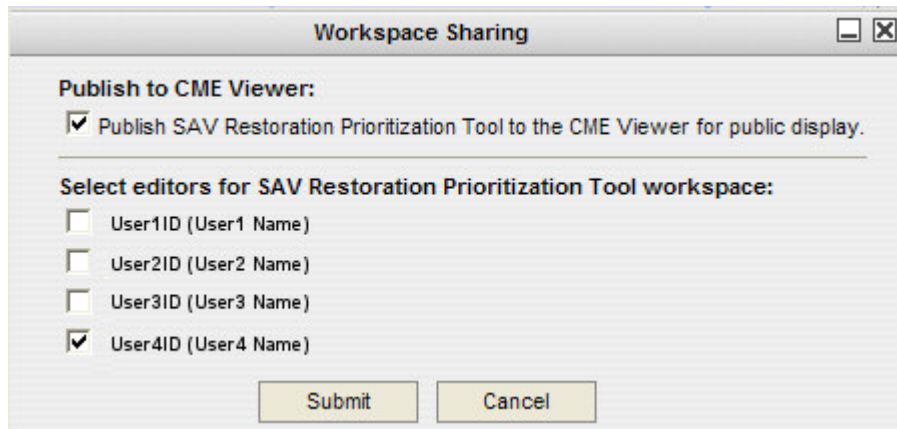 Workspace Sharing
Publish to CME Viewer:
Publish SAV Restoration Prioritization Tool to the CME Viewer for public display.
Select editors for SAV Restoration Prioritization Tool workspace:
User1ID (User1 Name)
User2ID (User2 Name)
User3ID (User3 Name)
User4ID (User4 Name)
Submit Cancel